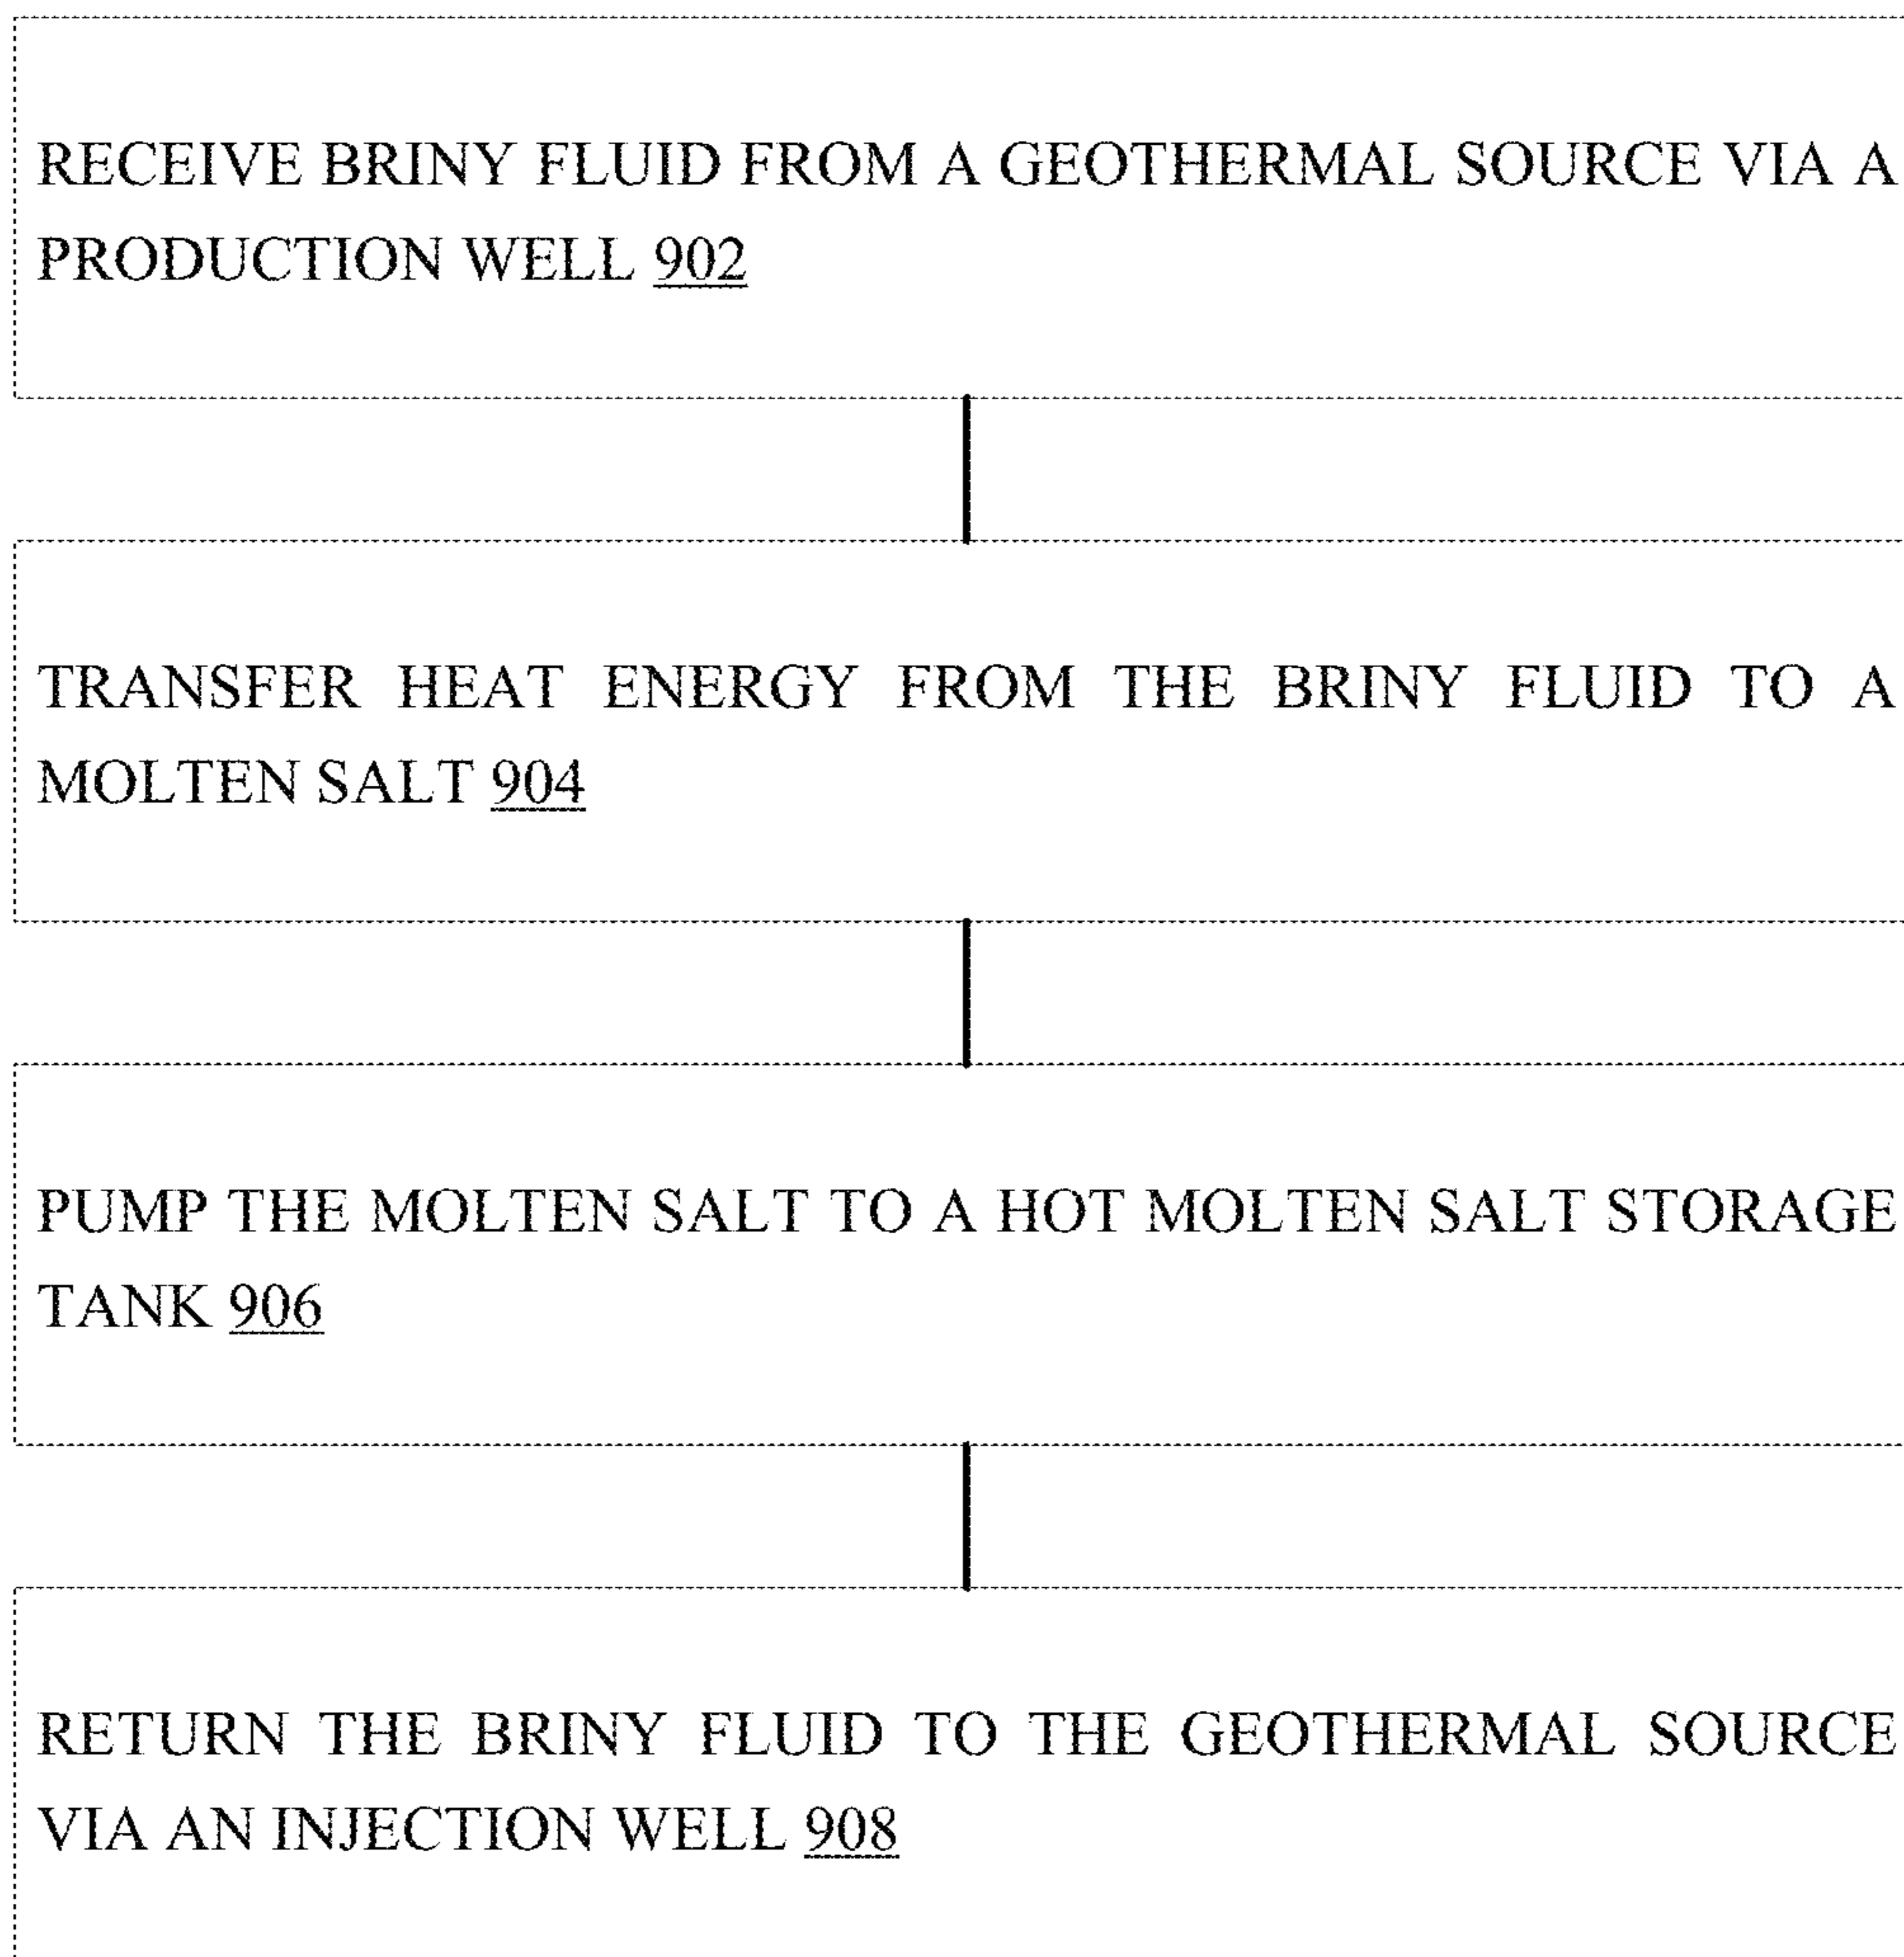 RECEIVE BRINY FLUID FROM A GEOTHERMAL SOURCE VIA A
PRODUCTION WELL 902
TRANSFER HEAT ENERGY FROM THE BRINY FLUID TO A
MOLTEN SALT 904
PUMP THE MOLTEN SALT TO A HOT MOLTEN SALT STORAGE
TANK 906
RETURN THE BRINY FLUID TO THE GEOTHERMAL SOURCE
VIA AN INJECTION WELL 908